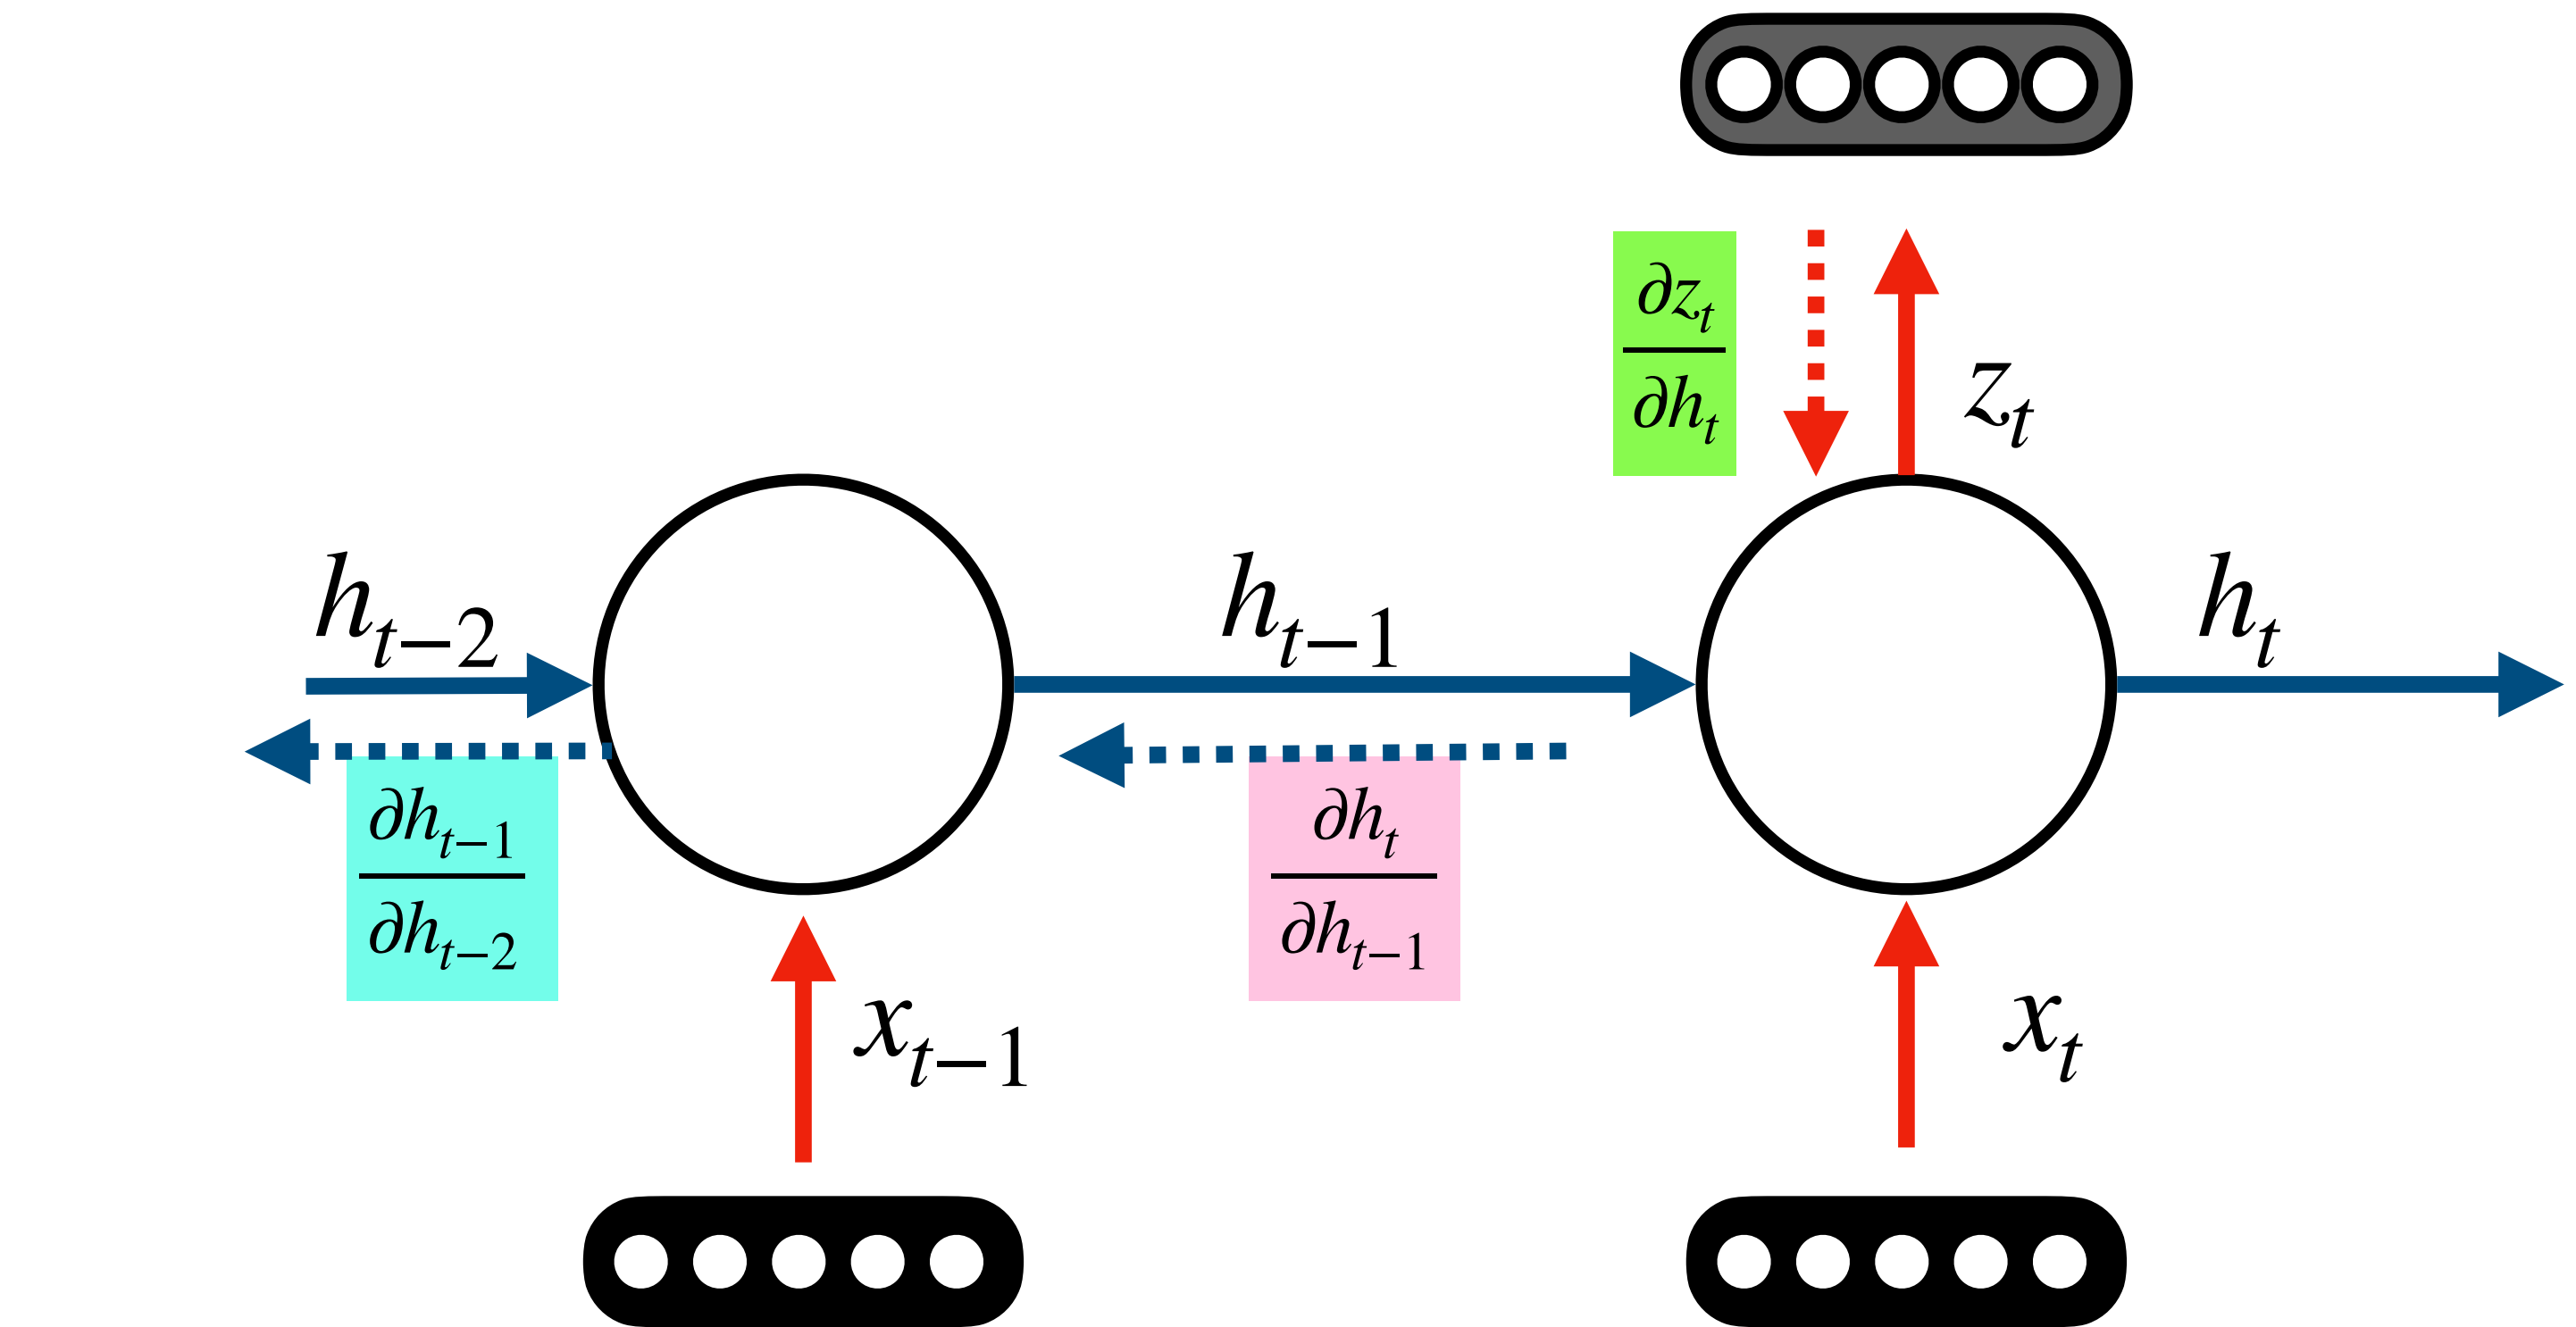 ∂z_t
∂h_t
z_t
h_{t−2}
h_{t−1}
h_t
∂h_{t−1}
∂h_{t−2}
∂h_t
∂h_{t−1}
x_{t−1}
x_t